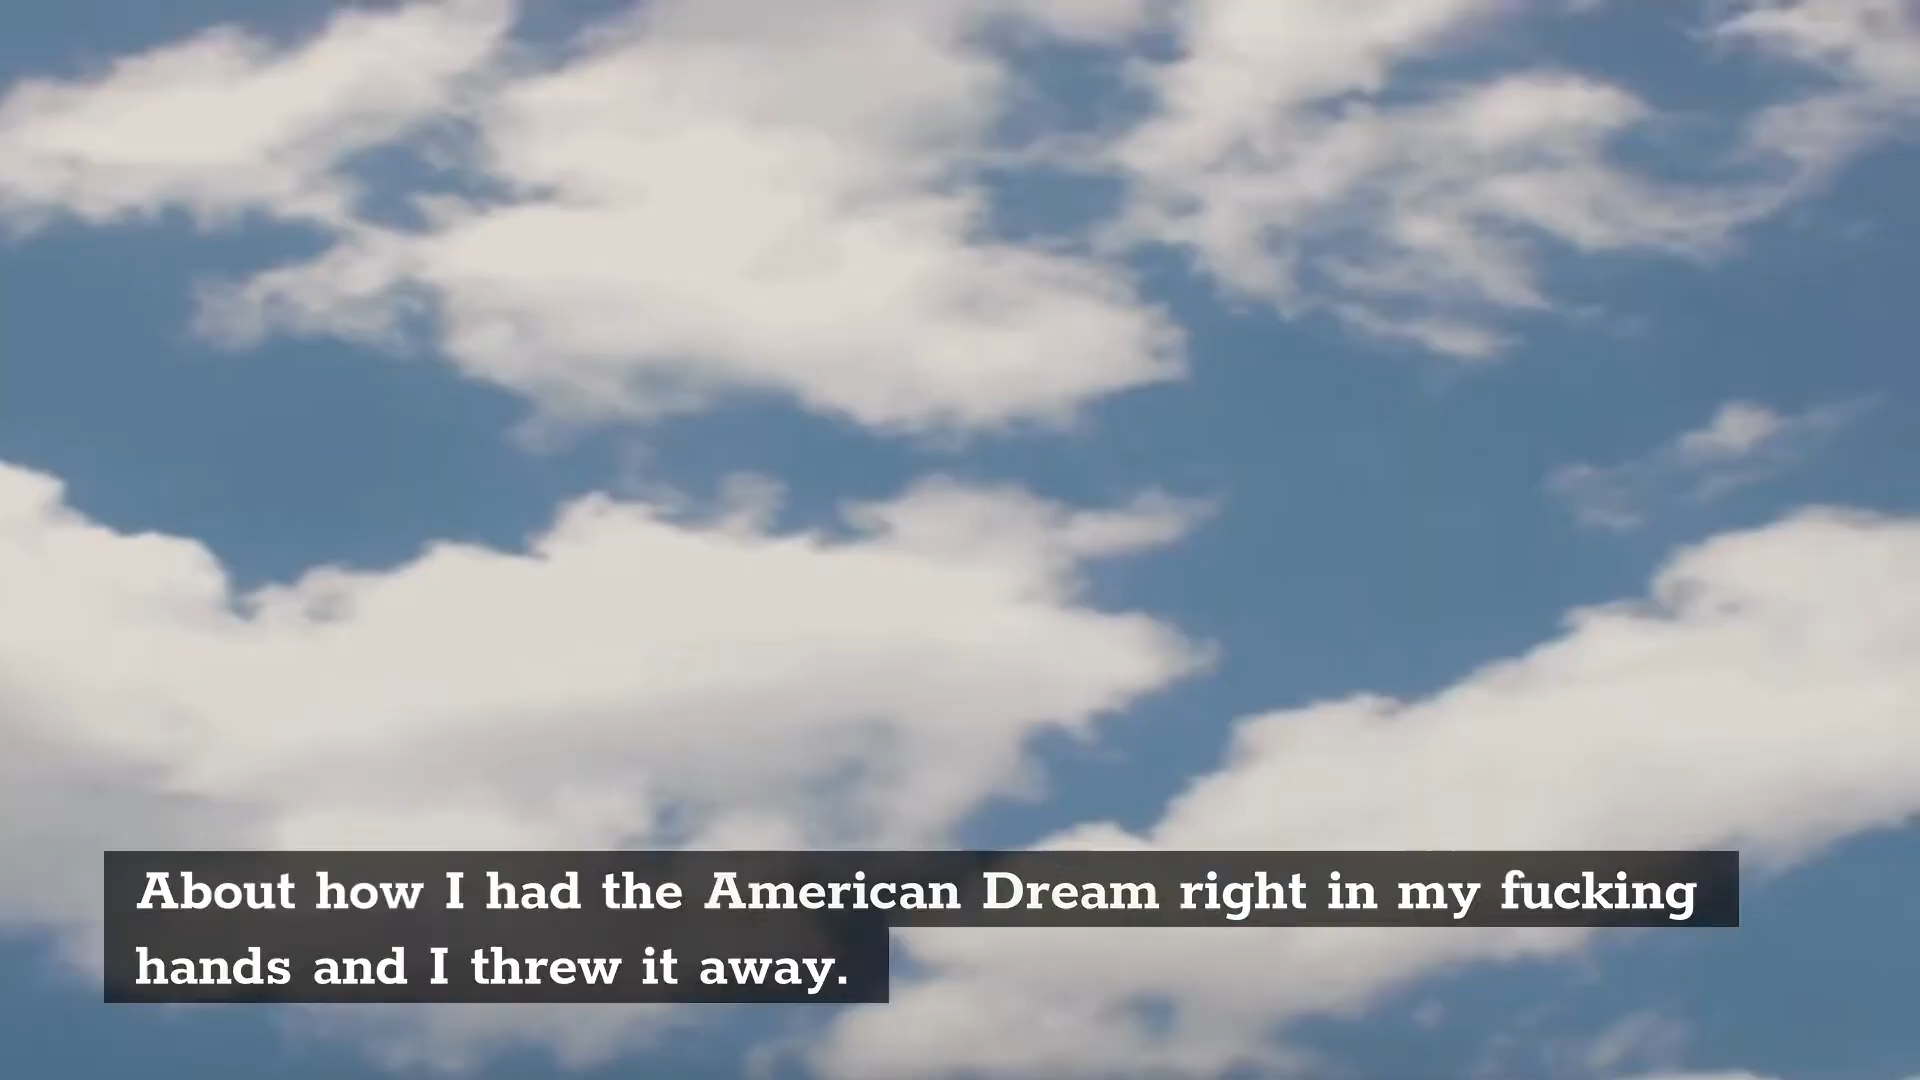 About how I had the American Dream right in my fucking
hands and I threw it away.